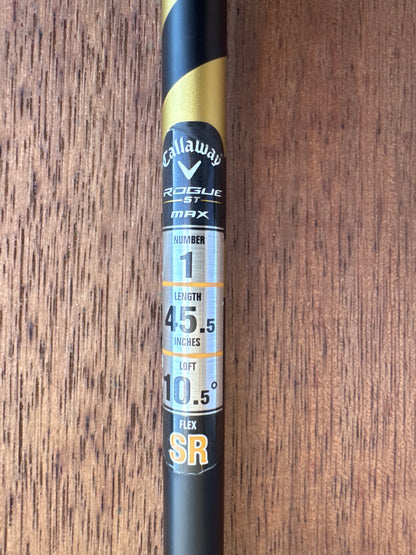 Callaway
ROGUE
ST
MAX
NUMBER
1
LENGTH
45.5
INCHES
LOFT
10.5°
FLEX
SR